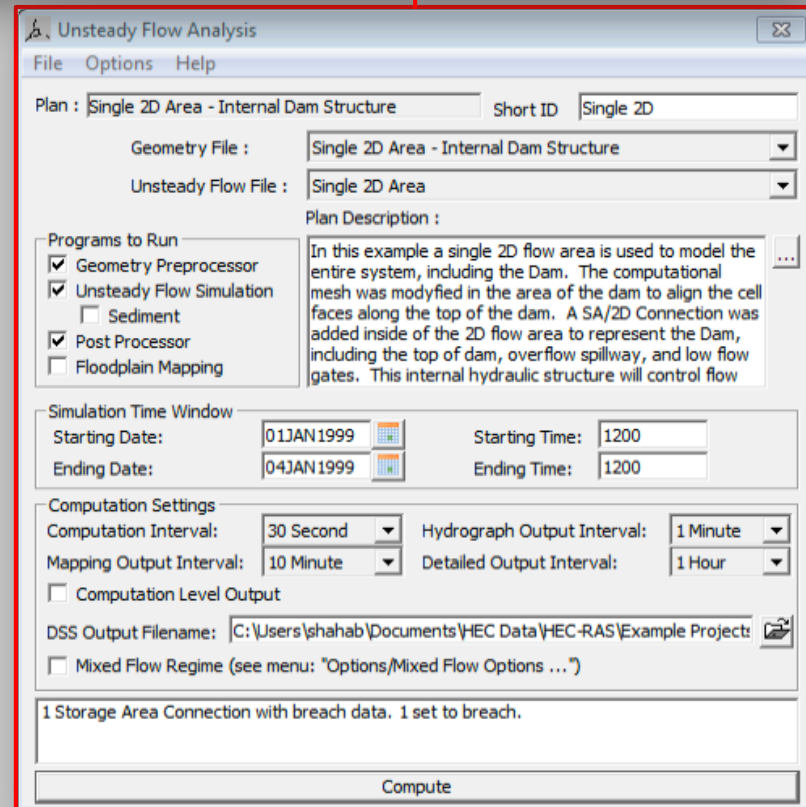 Unsteady Flow Analysis
File Options Help
Plan : Single 2D Area - Internal Dam Structure Short ID Single 2D
Geometry File : Single 2D Area - Internal Dam Structure
Unsteady Flow File : Single 2D Area
Plan Description :
Programs to Run
Geometry Preprocessor
Unsteady Flow Simulation
Sediment
Post Processor
Floodplain Mapping
In this example a single 2D flow area is used to model the
entire system, including the Dam. The computational
mesh was modyfied in the area of the dam to align the cell
faces along the top of the dam. A SA/2D Connection was
added inside of the 2D flow area to represent the Dam,
including the top of dam, overflow spillway, and low flow
gates. This internal hydraulic structure will control flow
...
Simulation Time Window
Starting Date: 01JAN1999 Starting Time: 1200
Ending Date: 04JAN1999 Ending Time: 1200
Computation Settings
Computation Interval: 30 Second Hydrograph Output Interval: 1 Minute
Mapping Output Interval: 10 Minute Detailed Output Interval: 1 Hour
Computation Level Output
DSS Output Filename: C:\Users\shahab\Documents\HEC Data\HEC-RAS\Example Projects
Mixed Flow Regime (see menu: "Options/Mixed Flow Options ...")
1 Storage Area Connection with breach data. 1 set to breach.
Compute